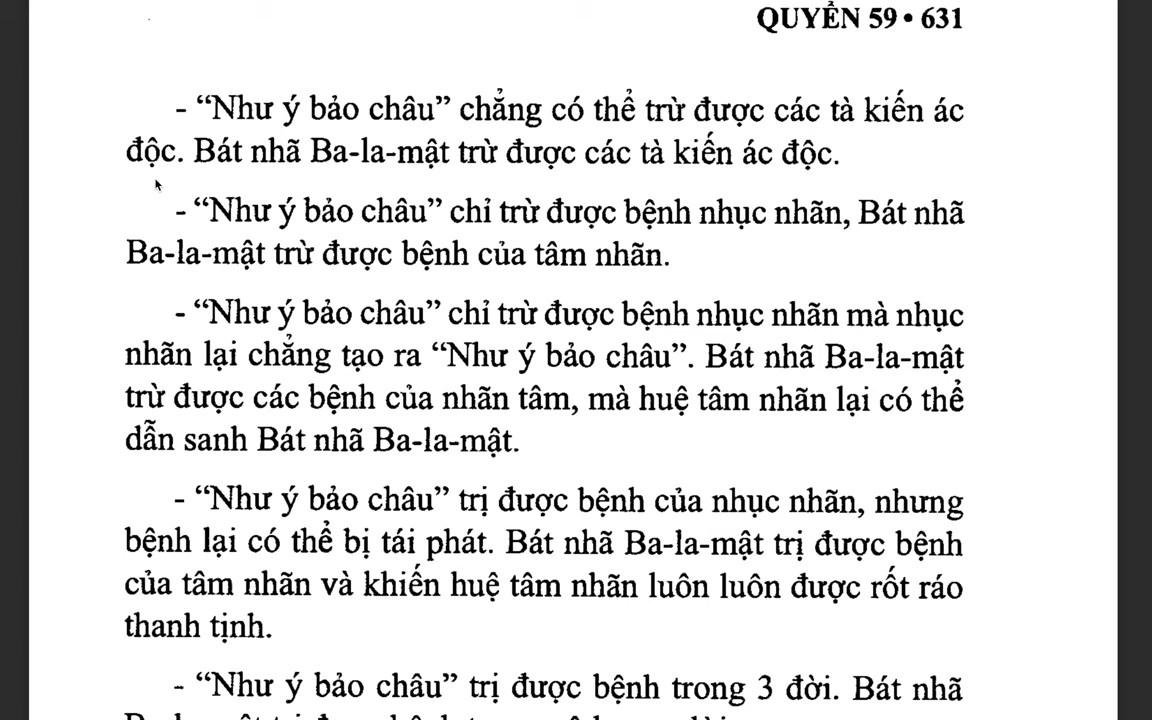 QUYỂN 59 • 631
- “Như ý bảo châu” chẳng có thể trừ được các tà kiến ác
độc. Bát nhã Ba-la-mật trừ được các tà kiến ác độc.
- “Như ý bảo châu” chỉ trừ được bệnh nhục nhãn, Bát nhã
Ba-la-mật trừ được bệnh của tâm nhãn.
- “Như ý bảo châu” chỉ trừ được bệnh nhục nhãn mà nhục
nhãn lại chẳng tạo ra “Như ý bảo châu”. Bát nhã Ba-la-mật
trừ được các bệnh của nhãn tâm, mà huệ tâm nhãn lại có thể
dẫn sanh Bát nhã Ba-la-mật.
- “Như ý bảo châu” trị được bệnh của nhục nhãn, nhưng
bệnh lại có thể bị tái phát. Bát nhã Ba-la-mật trị được bệnh
của tâm nhãn và khiến huệ tâm nhãn luôn luôn được rốt ráo
thanh tịnh.
- “Như ý bảo châu” trị được bệnh trong 3 đời. Bát nhã